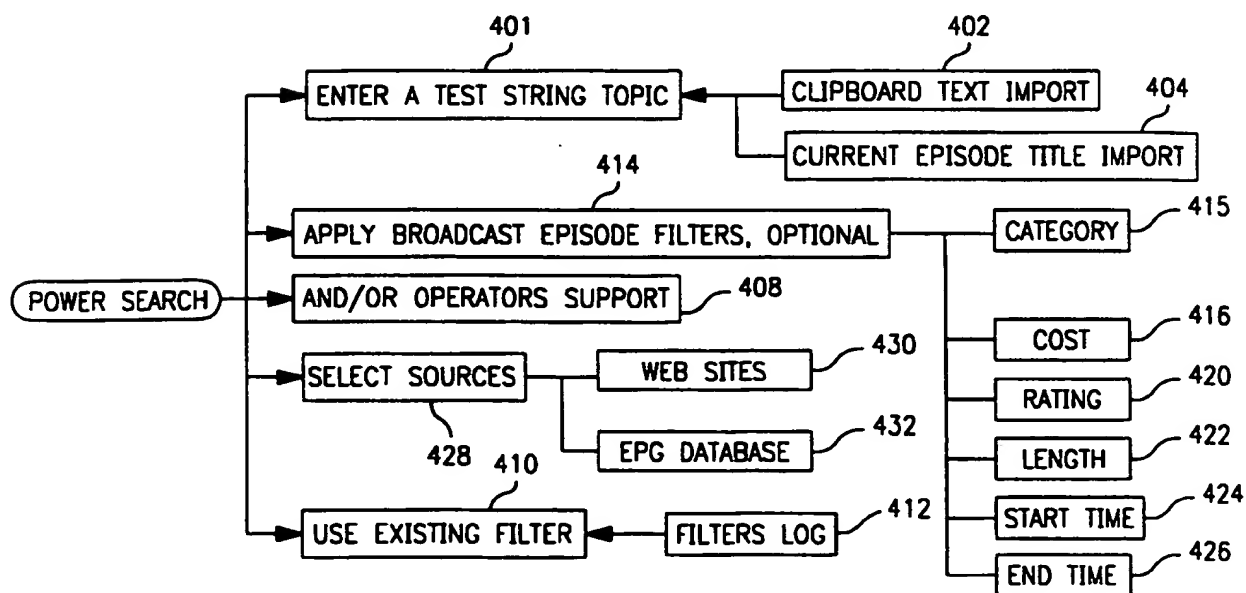 401
402
ENTER A TEST STRING TOPIC
CLIPBOARD TEXT IMPORT
404
CURRENT EPISODE TITLE IMPORT
414
415
APPLY BROADCAST EPISODE FILTERS, OPTIONAL
CATEGORY
POWER SEARCH
AND/OR OPERATORS SUPPORT
408
416
COST
430
SELECT SOURCES
WEB SITES
420
RATING
428
432
EPG DATABASE
422
LENGTH
410
412
424
START TIME
USE EXISTING FILTER
FILTERS LOG
426
END TIME